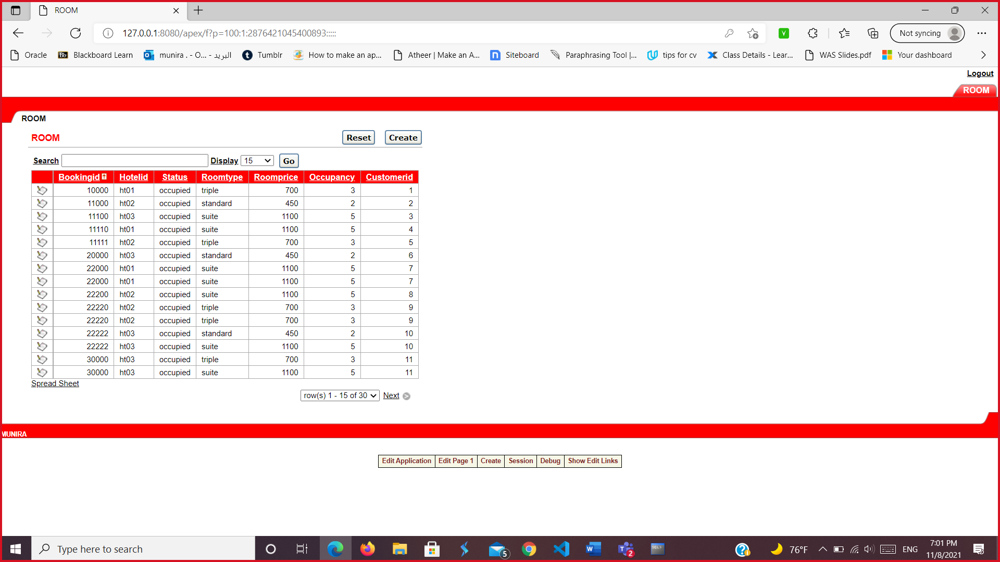 ROOM
127.0.0.1:8080/apex/f?p=100:1:2876421045400893:::::
Not syncing
Oracle
Bb Blackboard Learn
munira . - O... - البريد
Tumblr
How to make an ap...
Atheer | Make an A...
Siteboard
Paraphrasing Tool |...
tips for cv
Class Details - Lear...
WAS Slides.pdf
Your dashboard
Logout
ROOM
ROOM
ROOM
Reset Create
Search Display 15 Go
Bookingid Hotelid Status Roomtype Roomprice Occupancy Customerid
10000 ht01 occupied triple 700 3 1
11000 ht02 occupied standard 450 2 2
11100 ht03 occupied suite 1100 5 3
11110 ht01 occupied suite 1100 5 4
11111 ht02 occupied triple 700 3 5
20000 ht03 occupied standard 450 2 6
22000 ht01 occupied suite 1100 5 7
22000 ht01 occupied suite 1100 5 7
22200 ht02 occupied suite 1100 5 8
22220 ht02 occupied triple 700 3 9
22220 ht02 occupied triple 700 3 9
22222 ht03 occupied standard 450 2 10
22222 ht03 occupied suite 1100 5 10
30000 ht03 occupied triple 700 3 11
30000 ht03 occupied suite 1100 5 11
Spread Sheet
row(s) 1 - 15 of 30 Next
MUNIRA
Edit Application Edit Page 1 Create Session Debug Show Edit Links
Type here to search
5
2
76°F
ENG
7:01 PM
11/8/2021